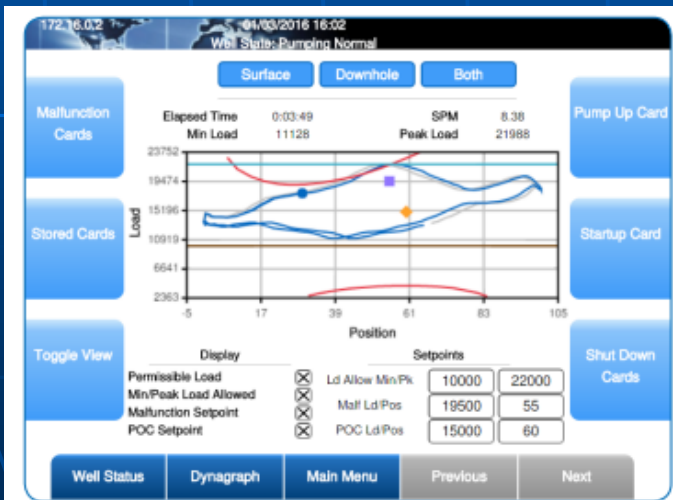 172.16.0.2 01/03/2016 16:02
Well State: Pumping Normal
Surface Downhole Both
Malfunction Cards
Pump Up Card
Elapsed Time 0:03:49 SPM 8.38
Min Load 11128 Peak Load 21988
Stored Cards
Startup Card
Load
23752
19474
15196
10919
6641
2363
-5 17 39 61 83 105
Position
Toggle View
Shut Down Cards
Display Setpoints
Permissible Load Ld Allow Min/Pk 10000 22000
Min/Peak Load Allowed
Malfunction Setpoint Malf Ld/Pos 19500 55
POC Setpoint POC Ld/Pos 15000 60
Well Status Dynagraph Main Menu Previous Next